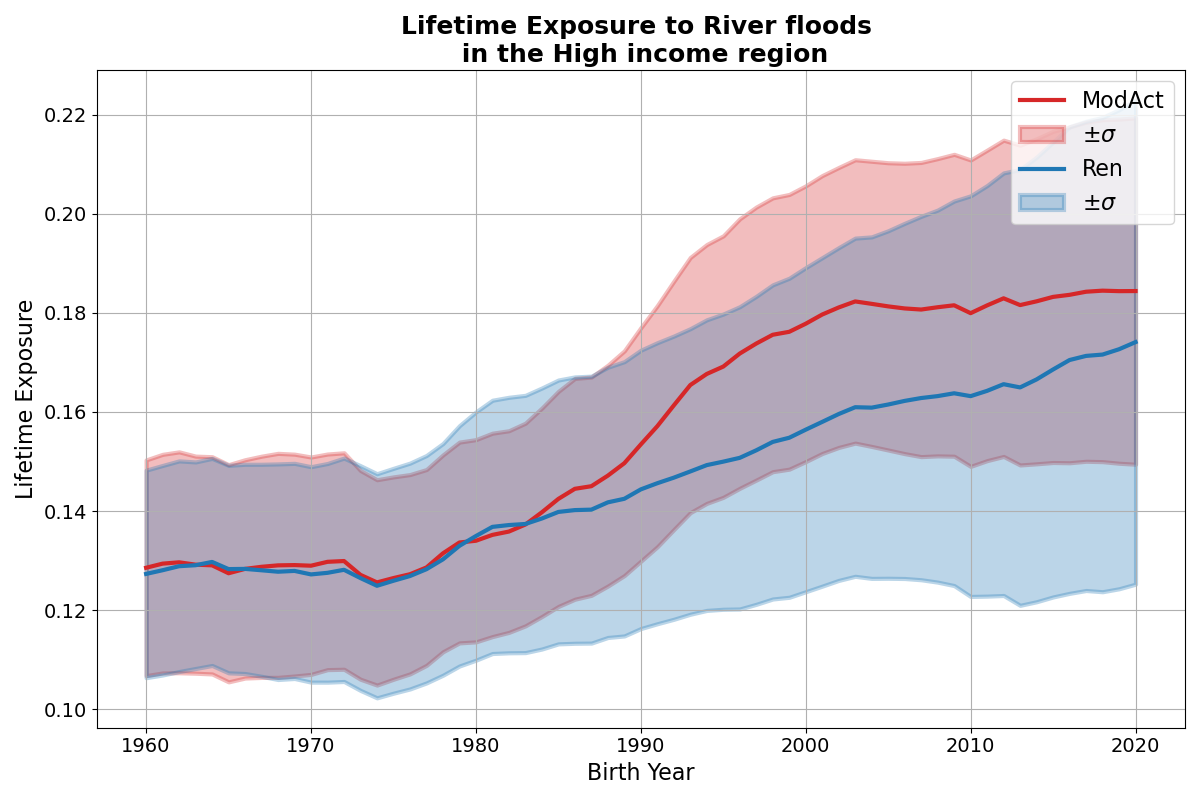 Lifetime Exposure to River floods
in the High income region
ModAct
±σ
Ren
±σ
0.22
0.20
0.18
0.16
0.14
0.12
0.10
Lifetime Exposure
1960 1970 1980 1990 2000 2010 2020
Birth Year